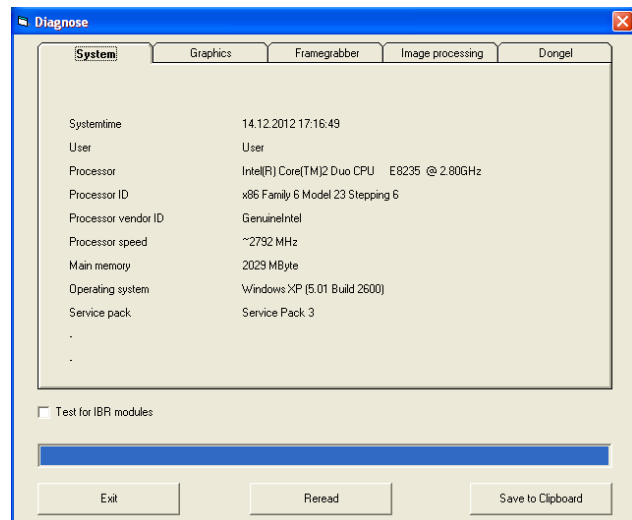 Diagnose
System Graphics Framegrabber Image processing Dongel
Systemtime 14.12.2012 17:16:49
User User
Processor Intel(R) Core(TM)2 Duo CPU E8235 @ 2.80GHz
Processor ID x86 Family 6 Model 23 Stepping 6
Processor vendor ID GenuineIntel
Processor speed ~2792 MHz
Main memory 2029 MByte
Operating system Windows XP (5.01 Build 2600)
Service pack Service Pack 3
.
.
Test for IBR modules
Exit Reread Save to Clipboard